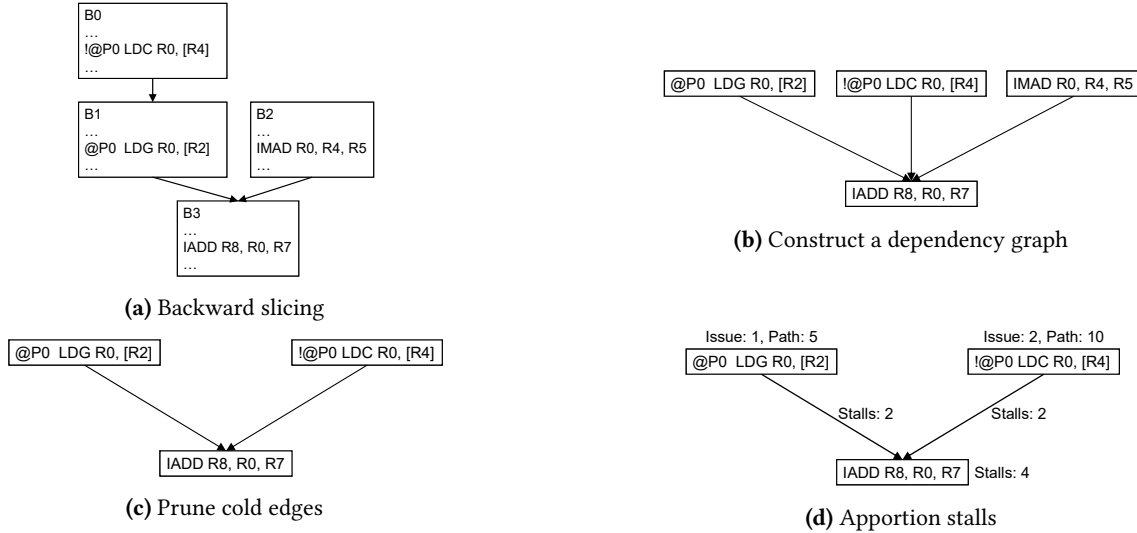 B0
…
!@P0 LDC R0, [R4]
…
B1
…
@P0 LDG R0, [R2]
…
B2
…
IMAD R0, R4, R5
…
B3
…
IADD R8, R0, R7
…
(a) Backward slicing
@P0 LDG R0, [R2]
!@P0 LDC R0, [R4]
IMAD R0, R4, R5
IADD R8, R0, R7
(b) Construct a dependency graph
@P0 LDG R0, [R2]
!@P0 LDC R0, [R4]
IADD R8, R0, R7
(c) Prune cold edges
Issue: 1, Path: 5
@P0 LDG R0, [R2]
Issue: 2, Path: 10
!@P0 LDC R0, [R4]
Stalls: 2
Stalls: 2
IADD R8, R0, R7
Stalls: 4
(d) Apportion stalls